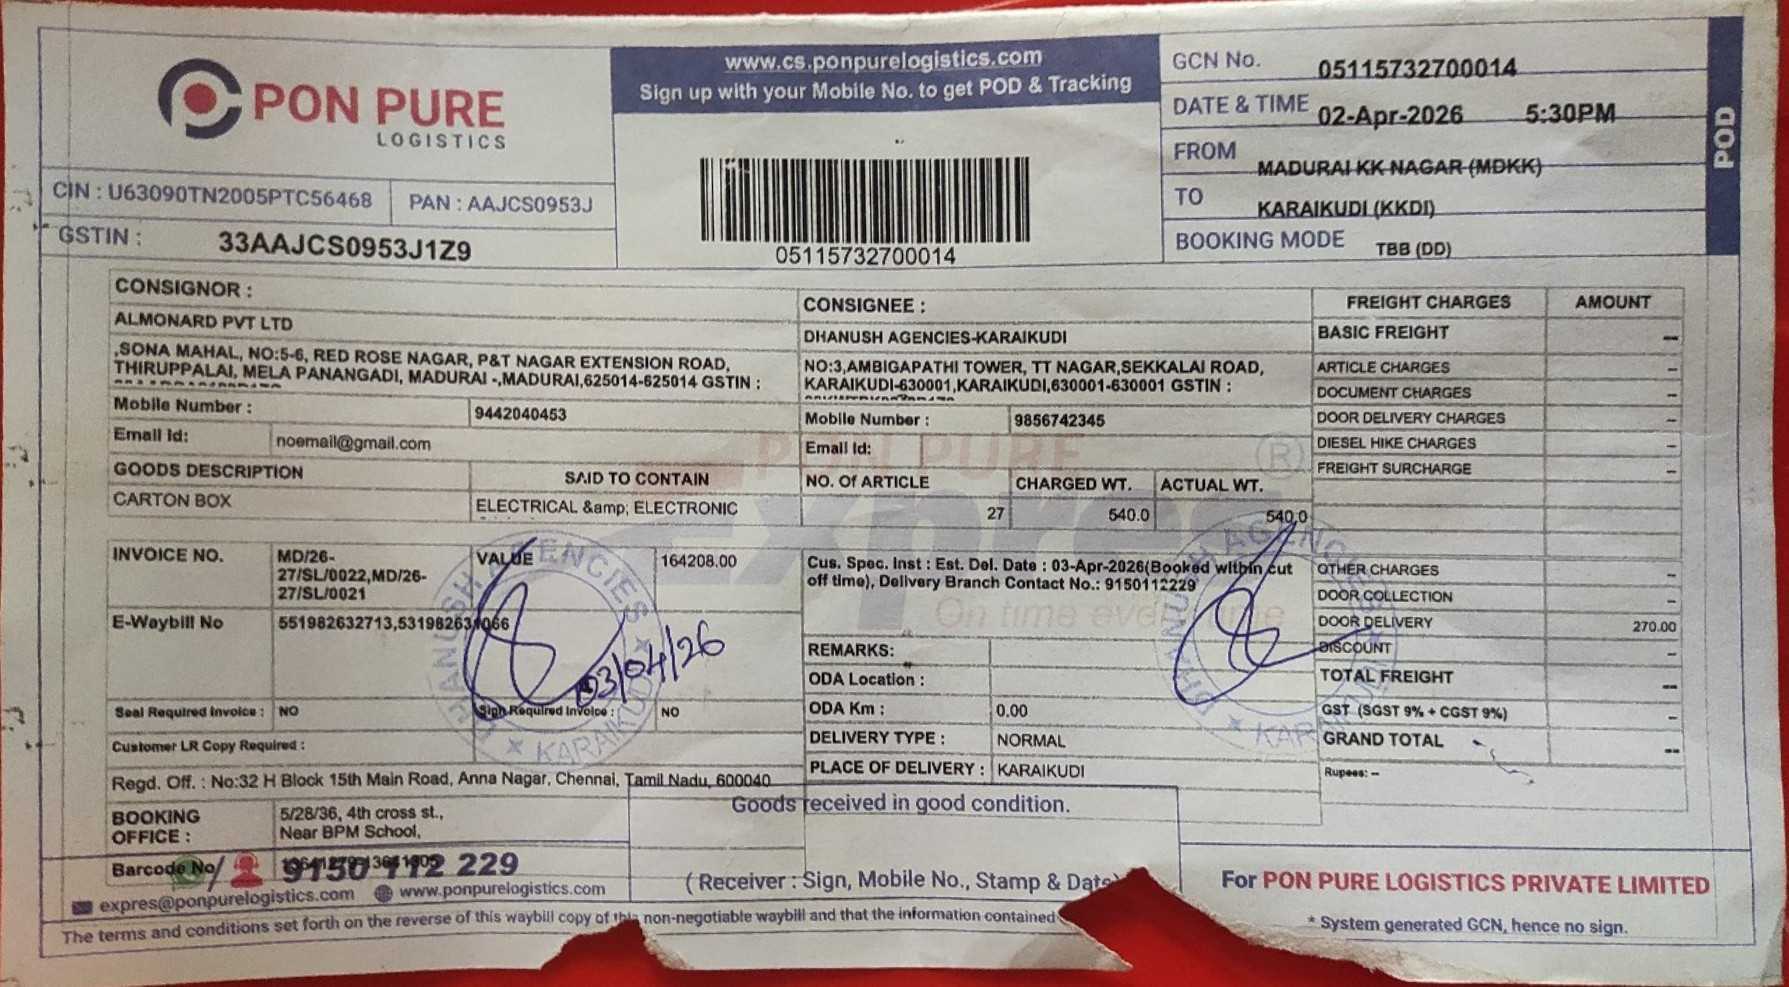 PON PURE
LOGISTICS
CIN : U63090TN2005PTC56468
PAN : AAJCS0953J
GSTIN : 33AAJCS0953J1Z9
www.cs.ponpurelogistics.com
Sign up with your Mobile No. to get POD & Tracking
05115732700014
GCN No. 05115732700014
DATE & TIME 02-Apr-2026 5:30PM
FROM MADURAI KK NAGAR (MDKK)
TO KARAIKUDI (KKDI)
BOOKING MODE TBB (DD)
POD
CONSIGNOR :
ALMONARD PVT LTD
,SONA MAHAL, NO:5-6, RED ROSE NAGAR, P&T NAGAR EXTENSION ROAD,
THIRUPPALAI, MELA PANANGADI, MADURAI -,MADURAI,625014-625014 GSTIN :
Mobile Number : 9442040453
Email Id: noemail@gmail.com
GOODS DESCRIPTION SAID TO CONTAIN
CARTON BOX ELECTRICAL &amp; ELECTRONIC
CONSIGNEE :
DHANUSH AGENCIES-KARAIKUDI
NO:3,AMBIGAPATHI TOWER, TT NAGAR,SEKKALAI ROAD,
KARAIKUDI-630001,KARAIKUDI,630001-630001 GSTIN :
Mobile Number : 9856742345
Email Id:
NO. Of ARTICLE CHARGED WT. ACTUAL WT.
27 540.0 540.0
PON PURE
Expres
On time
FREIGHT CHARGES AMOUNT
BASIC FREIGHT --
ARTICLE CHARGES -
DOCUMENT CHARGES -
DOOR DELIVERY CHARGES -
DIESEL HIKE CHARGES -
FREIGHT SURCHARGE -
OTHER CHARGES -
DOOR COLLECTION -
DOOR DELIVERY 270.00
DISCOUNT -
TOTAL FREIGHT --
GST (SGST 9% + CGST 9%) -
GRAND TOTAL --
Rupees: --
INVOICE NO. MD/26-
27/SL/0022,MD/26-
27/SL/0021
VALUE 164208.00
E-Waybill No 551982632713,531982631066
03/04/26
DHANUSH AGENCIES
KARAIKUDI
Seal Required Invoice : NO
Sign Required Invoice : NO
Customer LR Copy Required :
Cus. Spec. Inst : Est. Del. Date : 03-Apr-2026(Booked within cut
off time), Delivery Branch Contact No.: 9150112229
REMARKS:
ODA Location :
ODA Km : 0.00
DELIVERY TYPE : NORMAL
PLACE OF DELIVERY : KARAIKUDI
DHANUSH AGENCIES
Regd. Off. : No:32 H Block 15th Main Road, Anna Nagar, Chennai, Tamil Nadu, 600040
BOOKING
OFFICE :
5/28/36, 4th cross st.,
Near BPM School,
Barcode No
9150 112 229
expres@ponpurelogistics.com www.ponpurelogistics.com
Goods received in good condition.
( Receiver : Sign, Mobile No., Stamp & Date)
For PON PURE LOGISTICS PRIVATE LIMITED
* System generated GCN, hence no sign.
The terms and conditions set forth on the reverse of this waybill copy of this non-negotiable waybill and that the information contained